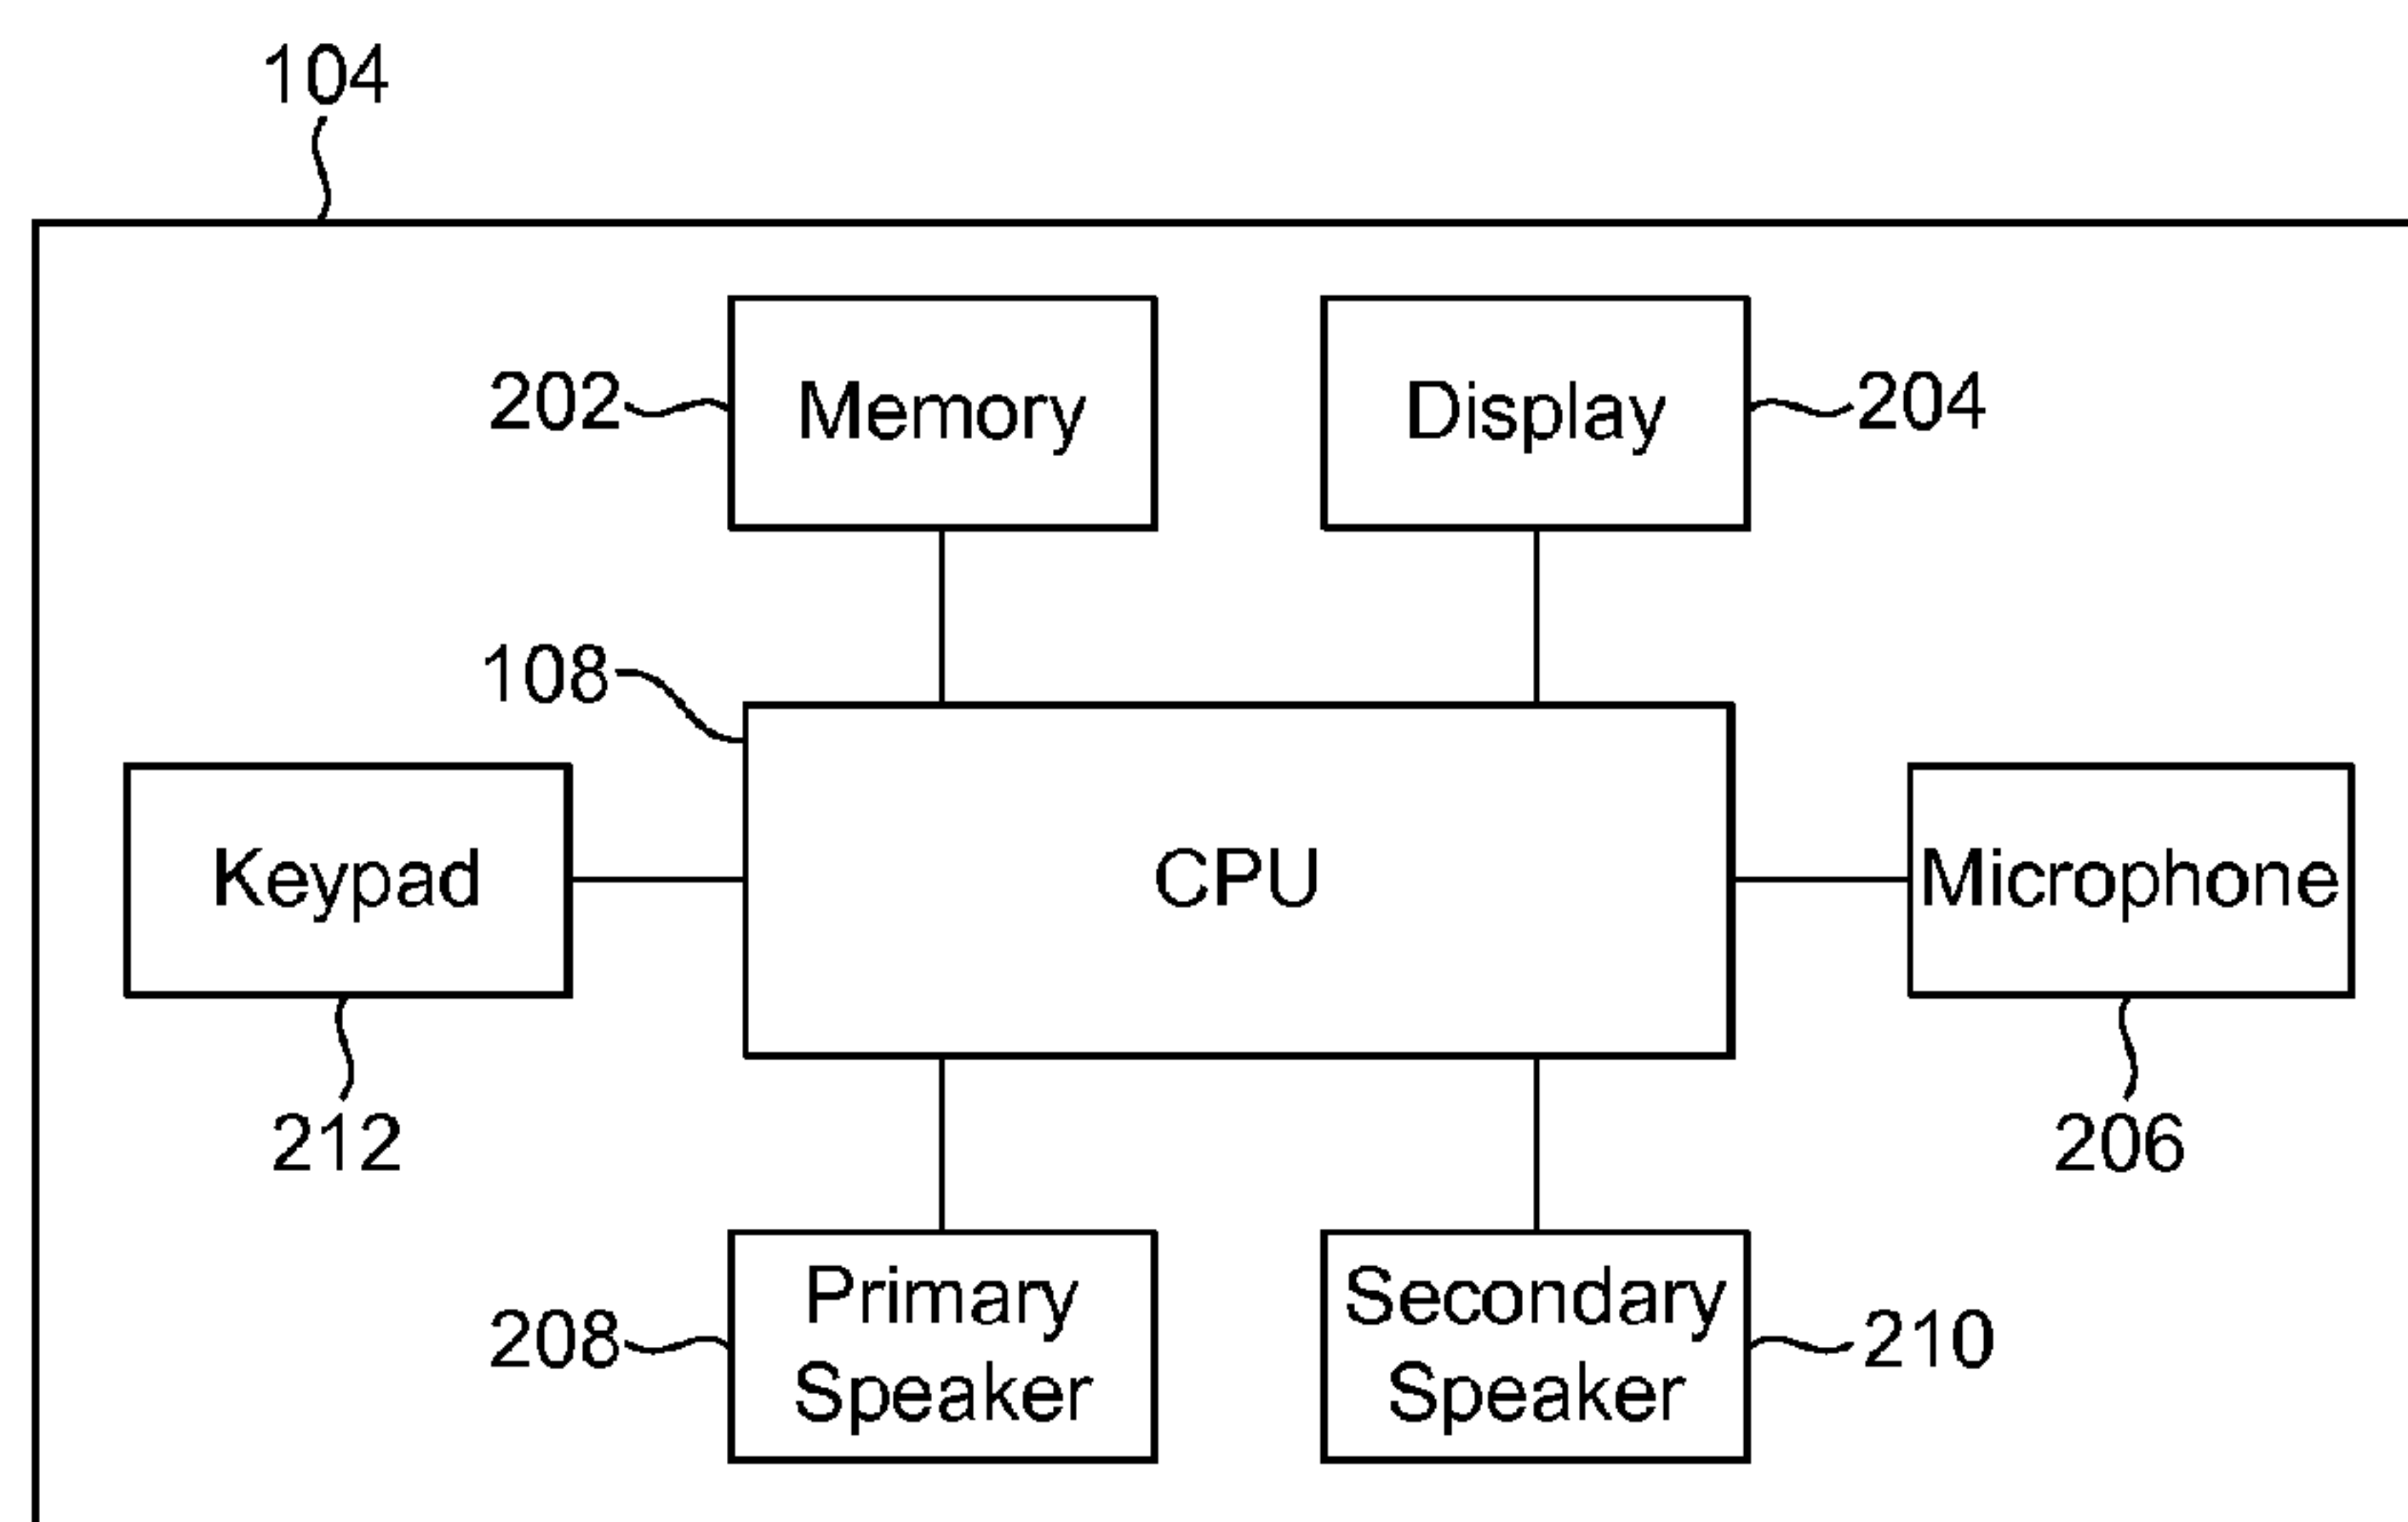 104
202
Memory
Display
204
108
Keypad
CPU
Microphone
212
206
208
Primary
Speaker
Secondary
Speaker
210